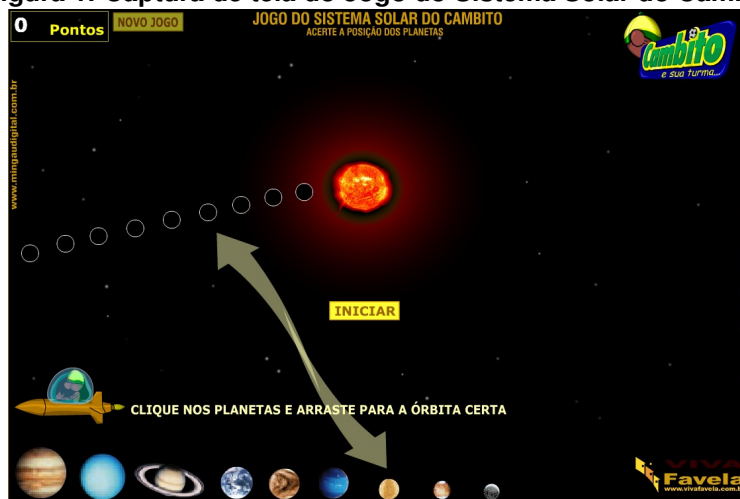 Figura 1: Captura de tela do Jogo do Sistema Solar do Cambito
0 Pontos
NOVO JOGO
JOGO DO SISTEMA SOLAR DO CAMBITO
ACERTE A POSIÇÃO DOS PLANETAS
Cambito
e sua turma...
www.mingaudigital.com.br
INICIAR
CLIQUE NOS PLANETAS E ARRASTE PARA A ÓRBITA CERTA
VIVA
Favela
www.vivafavela.com.b